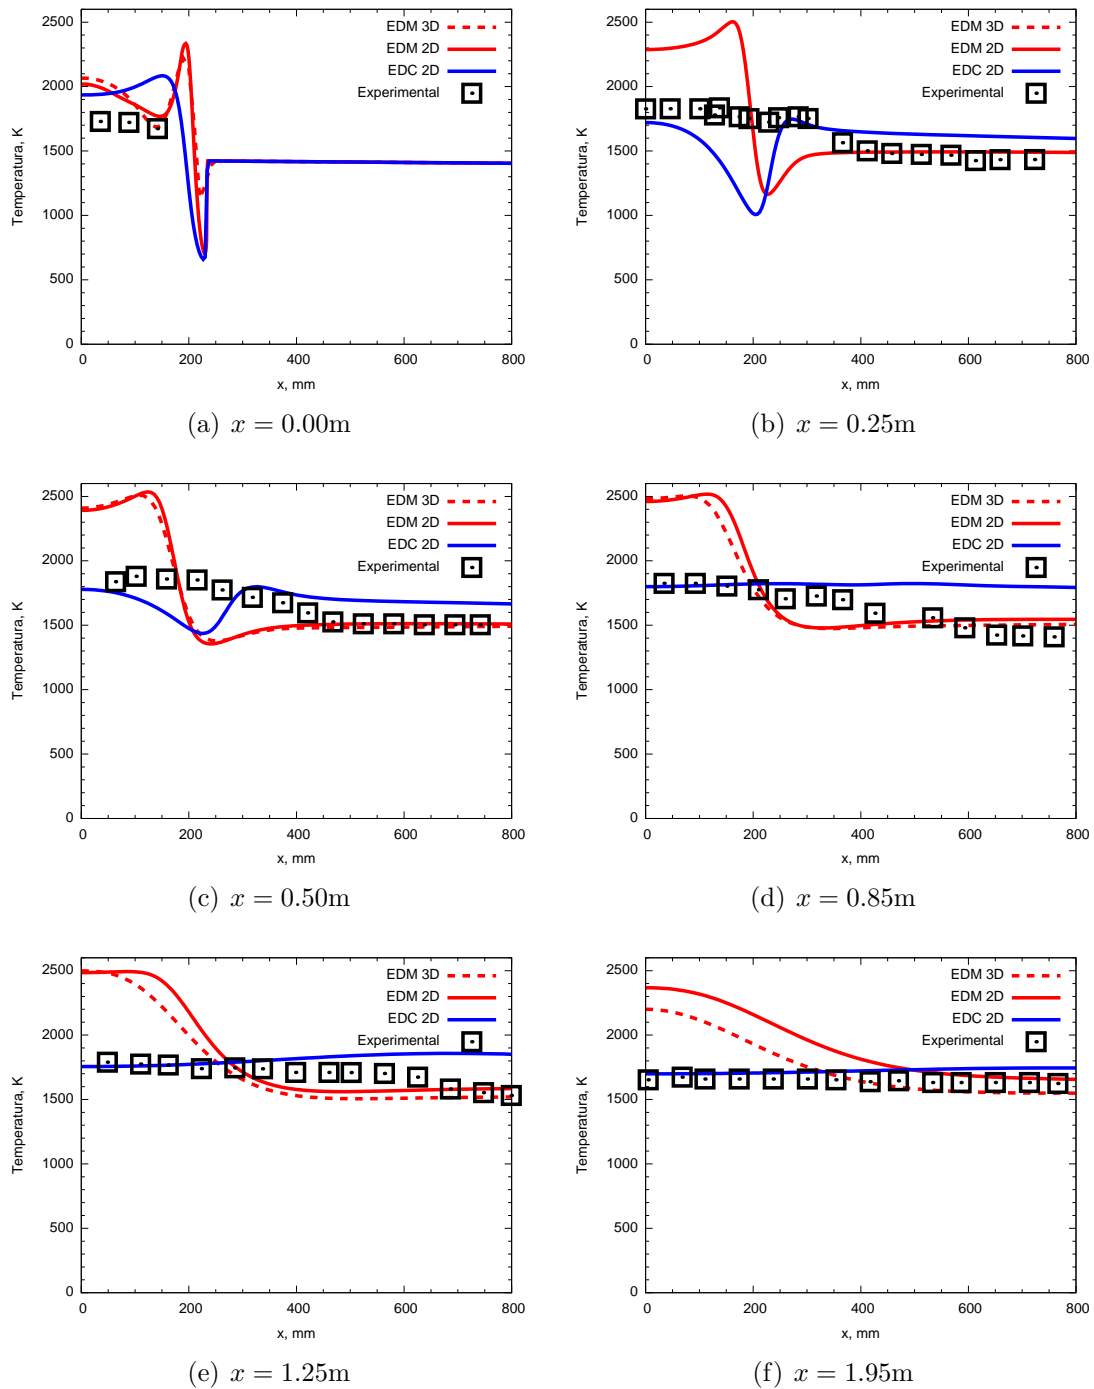 2500
2000
1500
1000
500
0
Temperatura, K
EDM 3D
EDM 2D
EDC 2D
Experimental
0 200 400 600 800
x, mm
(a) x = 0.00m
2500
2000
1500
1000
500
0
Temperatura, K
EDM 3D
EDM 2D
EDC 2D
Experimental
0 200 400 600 800
x, mm
(b) x = 0.25m
2500
2000
1500
1000
500
0
Temperatura, K
EDM 3D
EDM 2D
EDC 2D
Experimental
0 200 400 600 800
x, mm
(c) x = 0.50m
2500
2000
1500
1000
500
0
Temperatura, K
EDM 3D
EDM 2D
EDC 2D
Experimental
0 200 400 600 800
x, mm
(d) x = 0.85m
2500
2000
1500
1000
500
0
Temperatura, K
EDM 3D
EDM 2D
EDC 2D
Experimental
0 200 400 600 800
x, mm
(e) x = 1.25m
2500
2000
1500
1000
500
0
Temperatura, K
EDM 3D
EDM 2D
EDC 2D
Experimental
0 200 400 600 800
x, mm
(f) x = 1.95m